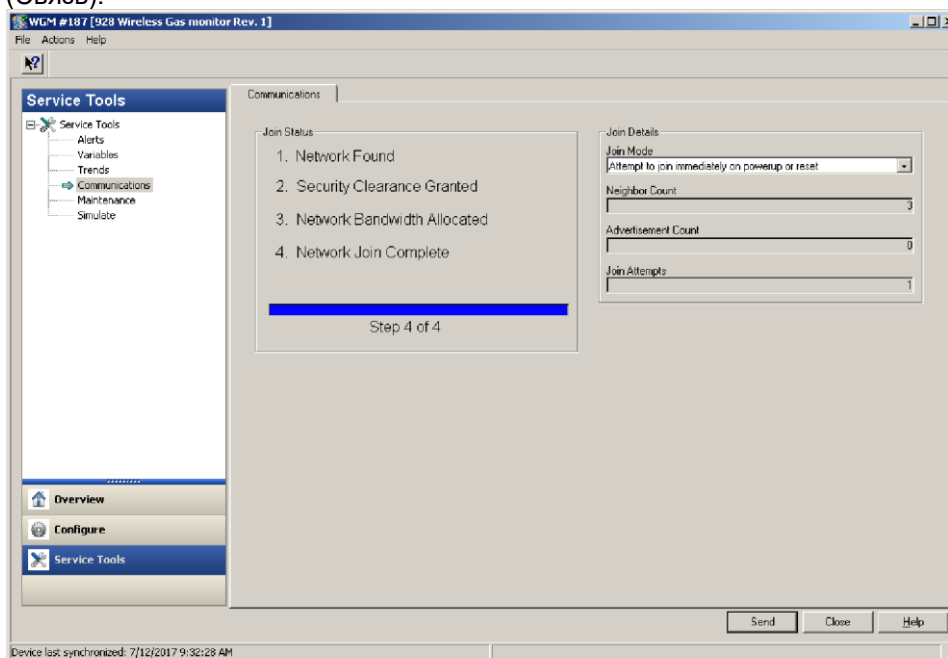 (Связь).
WGM #187 [928 Wireless Gas monitor Rev. 1]
File Actions Help
Service Tools
Service Tools
Alerts
Variables
Trends
Communications
Maintenance
Simulate
Overview
Configure
Service Tools
Communications
Join Status
1. Network Found
2. Security Clearance Granted
3. Network Bandwidth Allocated
4. Network Join Complete
Step 4 of 4
Join Details
Join Mode
Attempt to join immediately on powerup or reset
Neighbor Count
3
Advertisement Count
0
Join Attempts
1
Send Close Help
Device last synchronized: 7/12/2017 9:32:28 AM